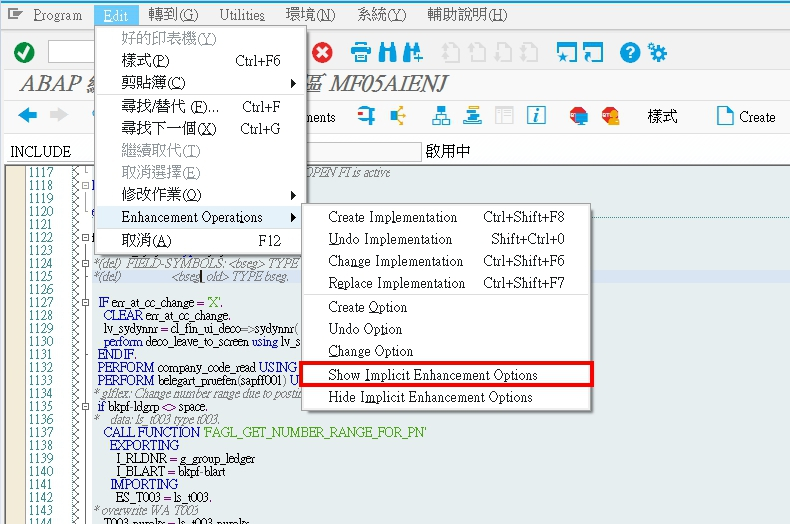 Program Edit 轉到(G) Utilities 環境(N) 系統(Y) 輔助說明(H)
好的印表機(Y)
樣式(P) Ctrl+F6
剪貼簿(C)
尋找/替代 (F)... Ctrl+F
尋找下一個(X) Ctrl+G
繼續取代(T)
取消選擇(E)
修改作業(O)
Enhancement Operations
取消(A) F12
Create Implementation Ctrl+Shift+F8
Undo Implementation Shift+Ctrl+0
Change Implementation Ctrl+Shift+F6
Replace Implementation Ctrl+Shift+F7
Create Option
Undo Option
Change Option
Show Implicit Enhancement Options
Hide Implicit Enhancement Options
ABAP 區 MF05AIENJ
樣式 Create
INCLUDE 啟用中
1117 OPEN FI is active
1118
1119
1120
1121
1122
1123
1124 *(del) FIELD-SYMBOLS: <bseg> TYPE
1125 *(del) <bseg_old> TYPE bseg.
1126
1127 IF err_at_cc_change = 'X'.
1128 CLEAR err_at_cc_change.
1129 lv_sydynnr = cl_fin_ui_deco=>sydynnr(
1130 perform deco_leave_to_screen using lv_s
1131 ENDIF.
1132 PERFORM company_code_read USING
1133 PERFORM belegart_pruefen(sapff001) U
1134 * glflex: Change number range due to postin
1135 if bkpf-ldgrp <> space.
1136 * data: ls_t003 type t003.
1137 CALL FUNCTION 'FAGL_GET_NUMBER_RANGE_FOR_PN'
1138 EXPORTING
1139 I_RLDNR = g_group_ledger
1140 I_BLART = bkpf-blart
1141 IMPORTING
1142 ES_T003 = ls_t003.
1143 * overwrite WA T003
1144